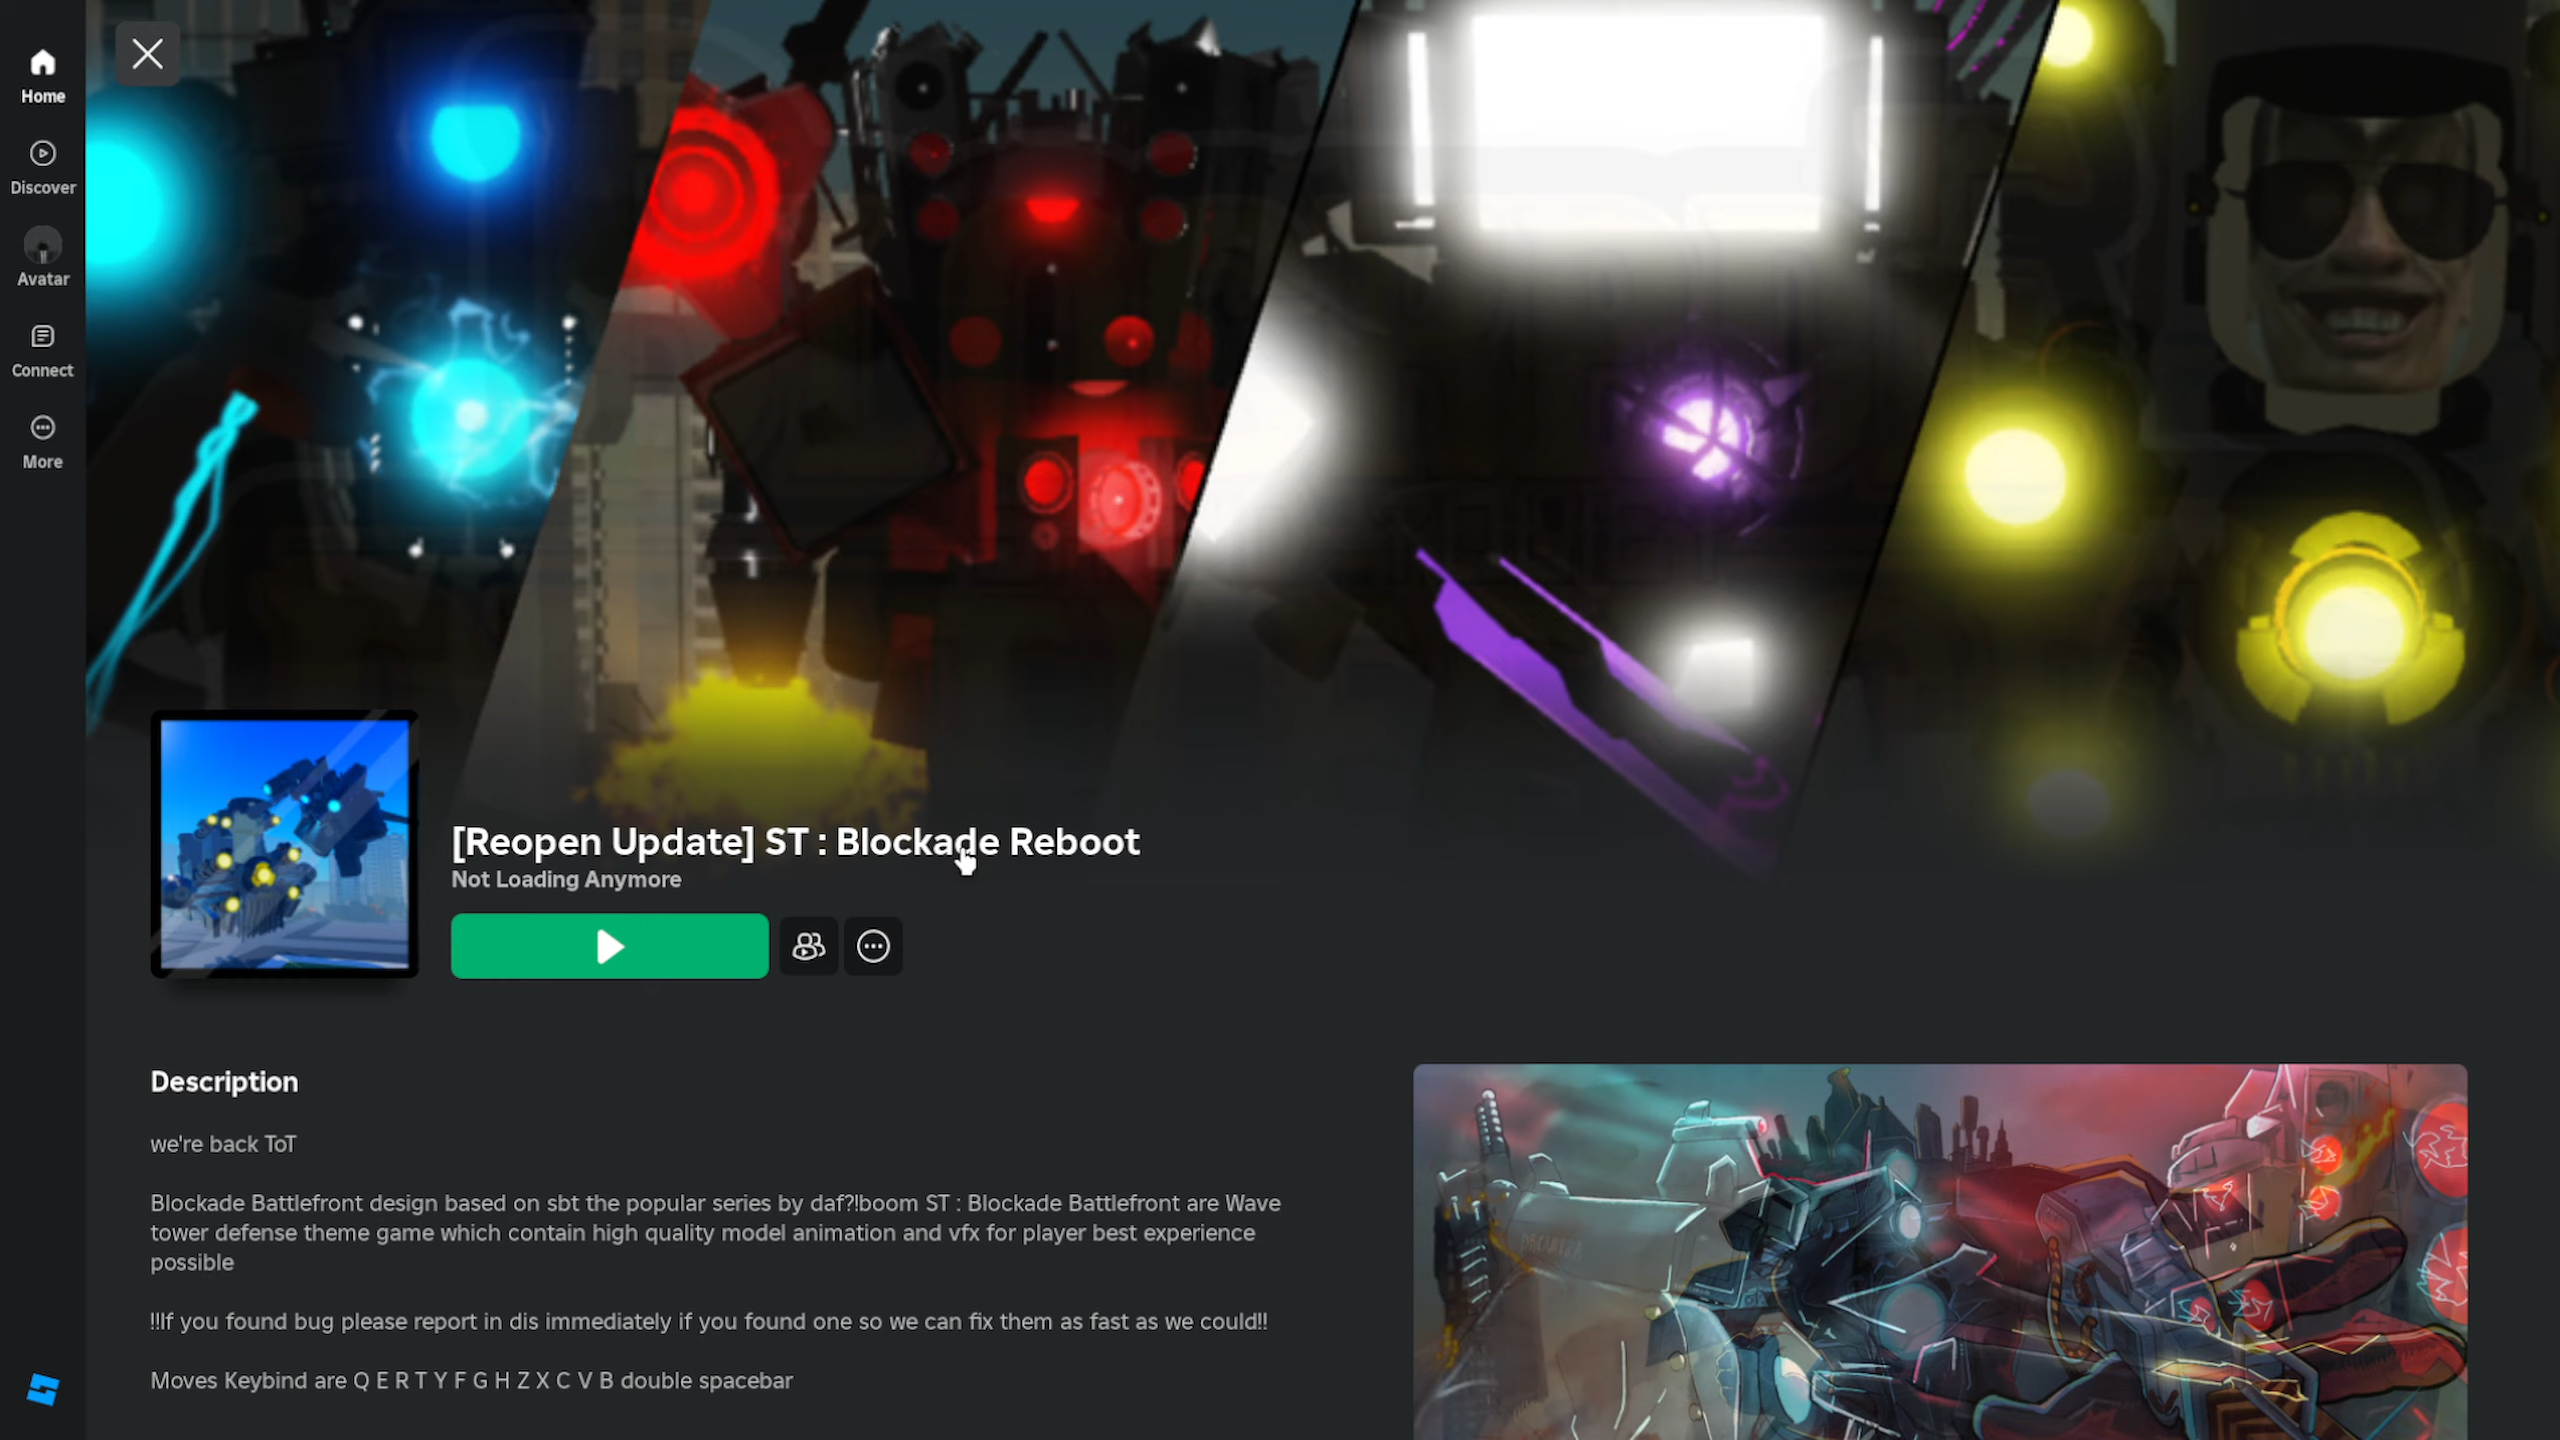 Home
Discover
Avatar
Connect
More
[Reopen Update] ST : Blockade Reboot
Not Loading Anymore
Description
we're back ToT
Blockade Battlefront design based on sbt the popular series by daf?!boom ST : Blockade Battlefront are Wave
tower defense theme game which contain high quality model animation and vfx for player best experience
possible
!!If you found bug please report in dis immediately if you found one so we can fix them as fast as we could!!
Moves Keybind are Q E R T Y F G H Z X C V B double spacebar